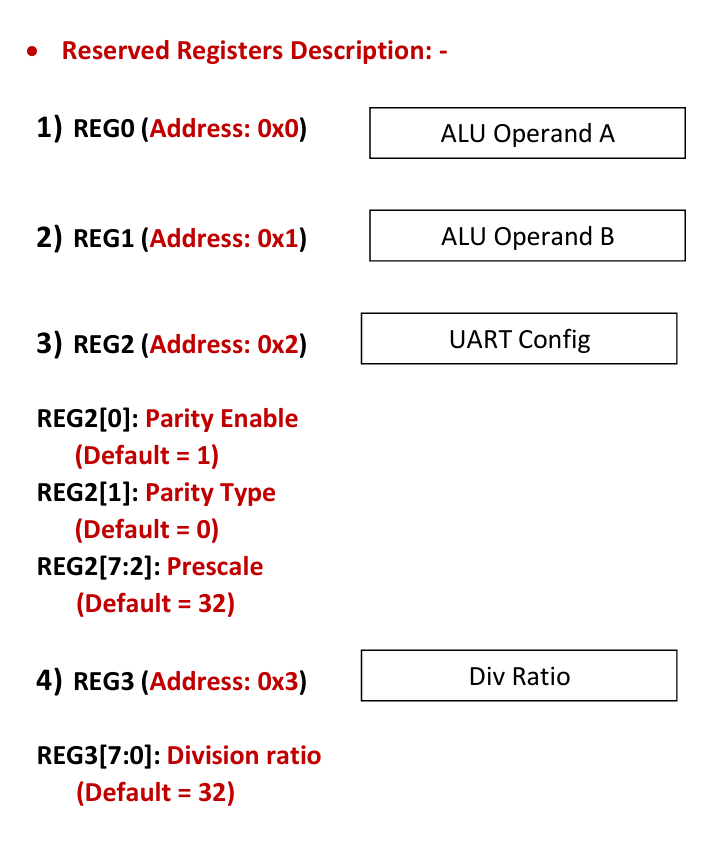 • Reserved Registers Description: -
1) REG0 (Address: 0x0)
ALU Operand A
2) REG1 (Address: 0x1)
ALU Operand B
3) REG2 (Address: 0x2)
UART Config
REG2[0]: Parity Enable
(Default = 1)
REG2[1]: Parity Type
(Default = 0)
REG2[7:2]: Prescale
(Default = 32)
4) REG3 (Address: 0x3)
Div Ratio
REG3[7:0]: Division ratio
(Default = 32)